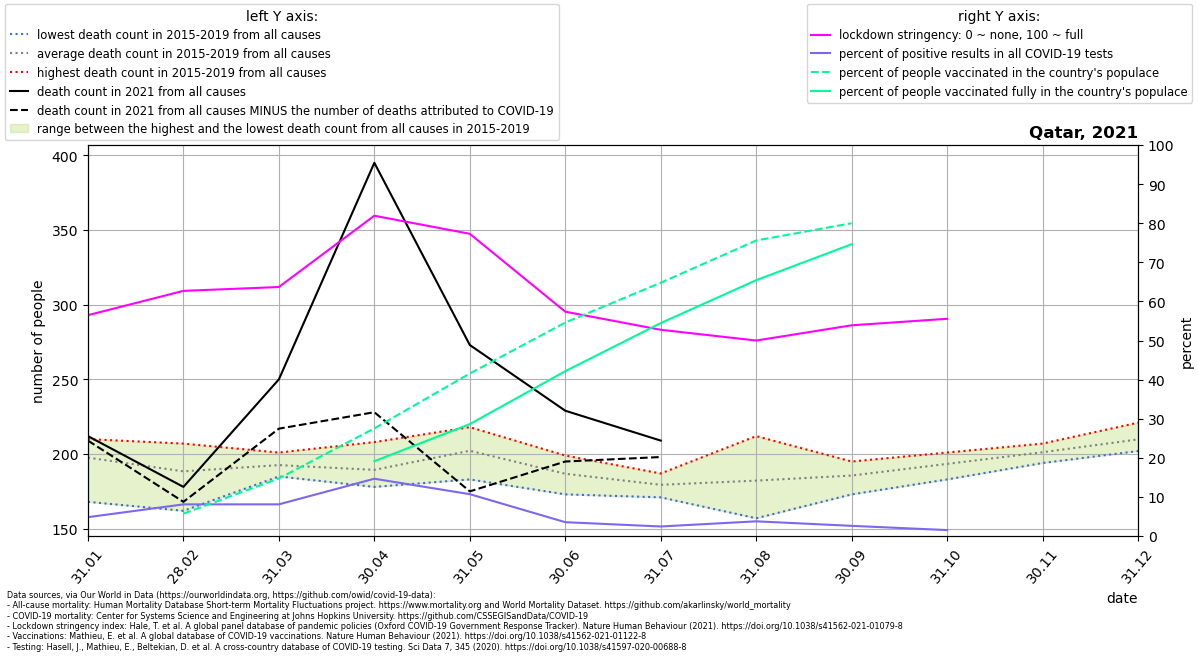 left Y axis:
lowest death count in 2015-2019 from all causes
average death count in 2015-2019 from all causes
highest death count in 2015-2019 from all causes
death count in 2021 from all causes
death count in 2021 from all causes MINUS the number of deaths attributed to COVID-19
range between the highest and the lowest death count from all causes in 2015-2019
right Y axis:
lockdown stringency: 0 ~ none, 100 ~ full
percent of positive results in all COVID-19 tests
percent of people vaccinated in the country's populace
percent of people vaccinated fully in the country's populace
Qatar, 2021
number of people
400
350
300
250
200
150
100
90
80
70
60
50
40
30
20
10
0
percent
31.01
28.02
31.03
30.04
31.05
30.06
31.07
31.08
30.09
31.10
30.11
31.12
date
Data sources, via Our World in Data (https://ourworldindata.org, https://github.com/owid/covid-19-data):
- All-cause mortality: Human Mortality Database Short-term Mortality Fluctuations project. https://www.mortality.org and World Mortality Dataset. https://github.com/akarlinsky/world_mortality
- COVID-19 mortality: Center for Systems Science and Engineering at Johns Hopkins University. https://github.com/CSSEGISandData/COVID-19
- Lockdown stringency index: Hale, T. et al. A global panel database of pandemic policies (Oxford COVID-19 Government Response Tracker). Nature Human Behaviour (2021). https://doi.org/10.1038/s41562-021-01079-8
- Vaccinations: Mathieu, E. et al. A global database of COVID-19 vaccinations. Nature Human Behaviour (2021). https://doi.org/10.1038/s41562-021-01122-8
- Testing: Hasell, J., Mathieu, E., Beltekian, D. et al. A cross-country database of COVID-19 testing. Sci Data 7, 345 (2020). https://doi.org/10.1038/s41597-020-00688-8